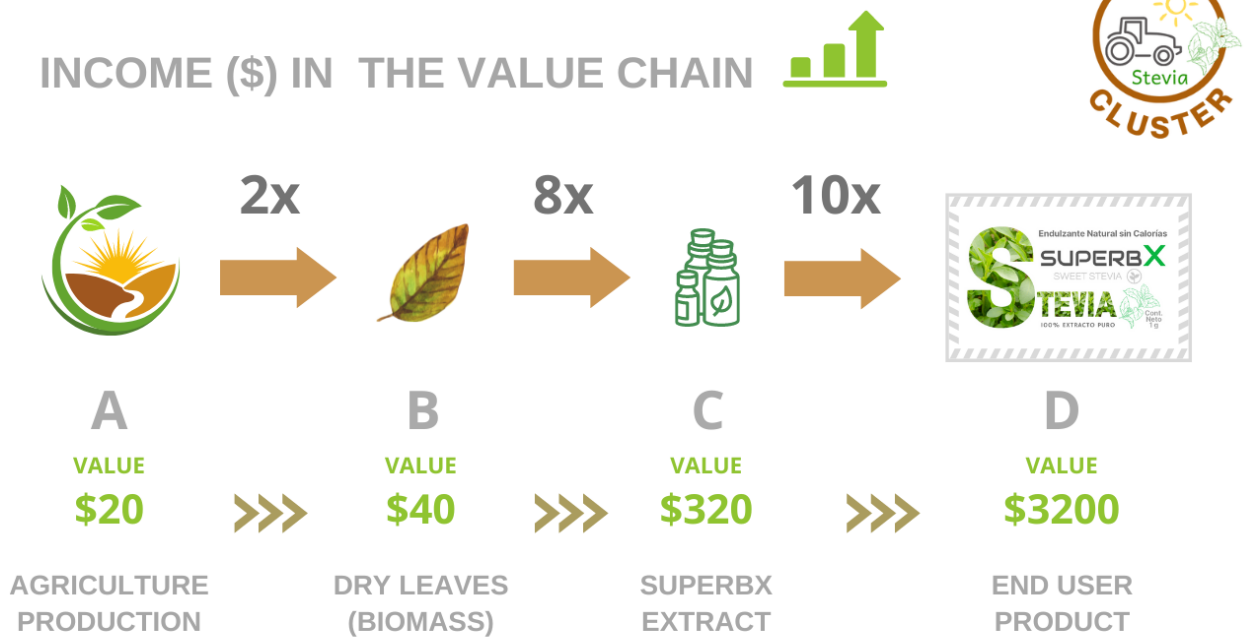 INCOME ($) IN THE VALUE CHAIN
Stevia
CLUSTER
2x
8x
10x
Endulzante Natural sin Calorías
SUPERBX
SWEET STEVIA
STEVIA
100% EXTRACTO PURO
Cont.
Neto
1g
A
B
C
D
VALUE
VALUE
VALUE
VALUE
$20
$40
$320
$3200
AGRICULTURE
PRODUCTION
DRY LEAVES
(BIOMASS)
SUPERBX
EXTRACT
END USER
PRODUCT